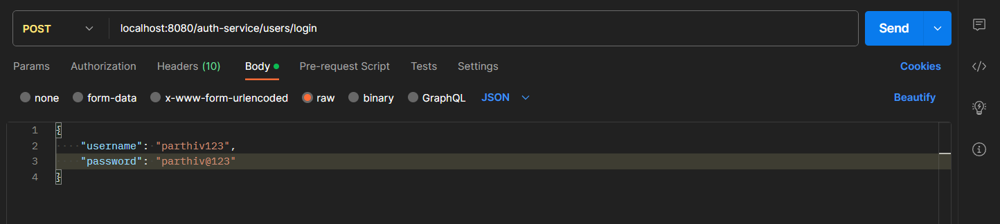 POST localhost:8080/auth-service/users/login Send
Params Authorization Headers (10) Body Pre-request Script Tests Settings Cookies
none form-data x-www-form-urlencoded raw binary GraphQL JSON Beautify
1 {
2 "username": "parthiv123",
3 "password": "parthiv@123"
4 }